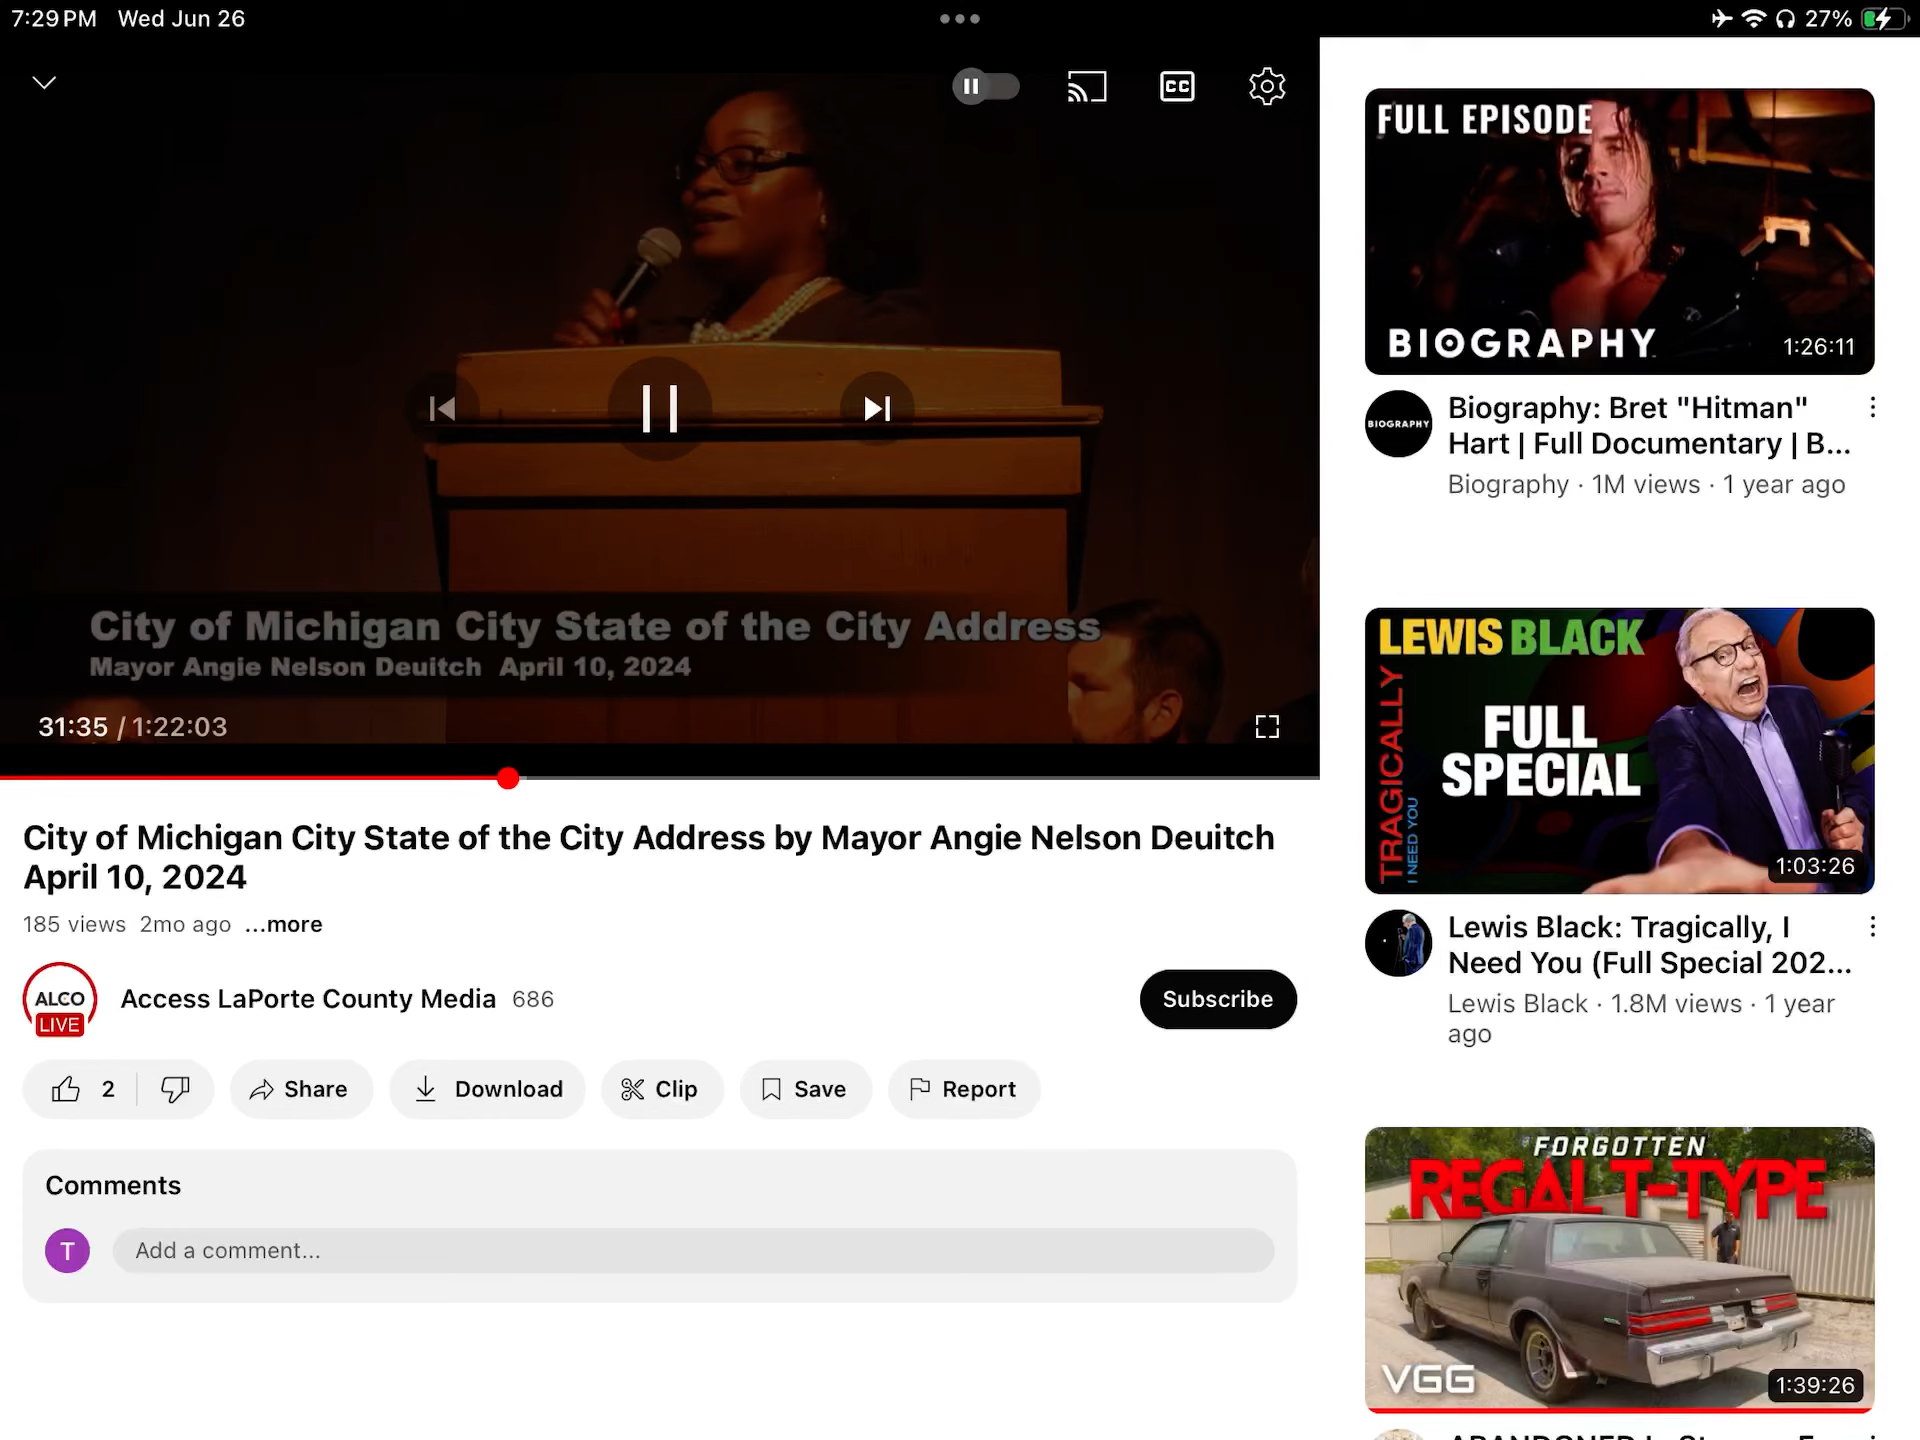 7:29 PM Wed Jun 26
27%
CC
City of Michigan City State of the City Address
Mayor Angie Nelson Deuitch April 10, 2024
31:35 / 1:22:03
City of Michigan City State of the City Address by Mayor Angie Nelson Deuitch
April 10, 2024
185 views 2mo ago ...more
ALCO
LIVE
Access LaPorte County Media 686
Subscribe
2
Share
Download
Clip
Save
Report
Comments
T
Add a comment...
FULL EPISODE
BIOGRAPHY
1:26:11
BIOGRAPHY
Biography: Bret "Hitman"
Hart | Full Documentary | B...
Biography · 1M views · 1 year ago
LEWIS BLACK
TRAGICALLY
I NEED YOU
FULL
SPECIAL
1:03:26
Lewis Black: Tragically, I
Need You (Full Special 202...
Lewis Black · 1.8M views · 1 year
ago
FORGOTTEN
REGAL T-TYPE
VGG
1:39:26